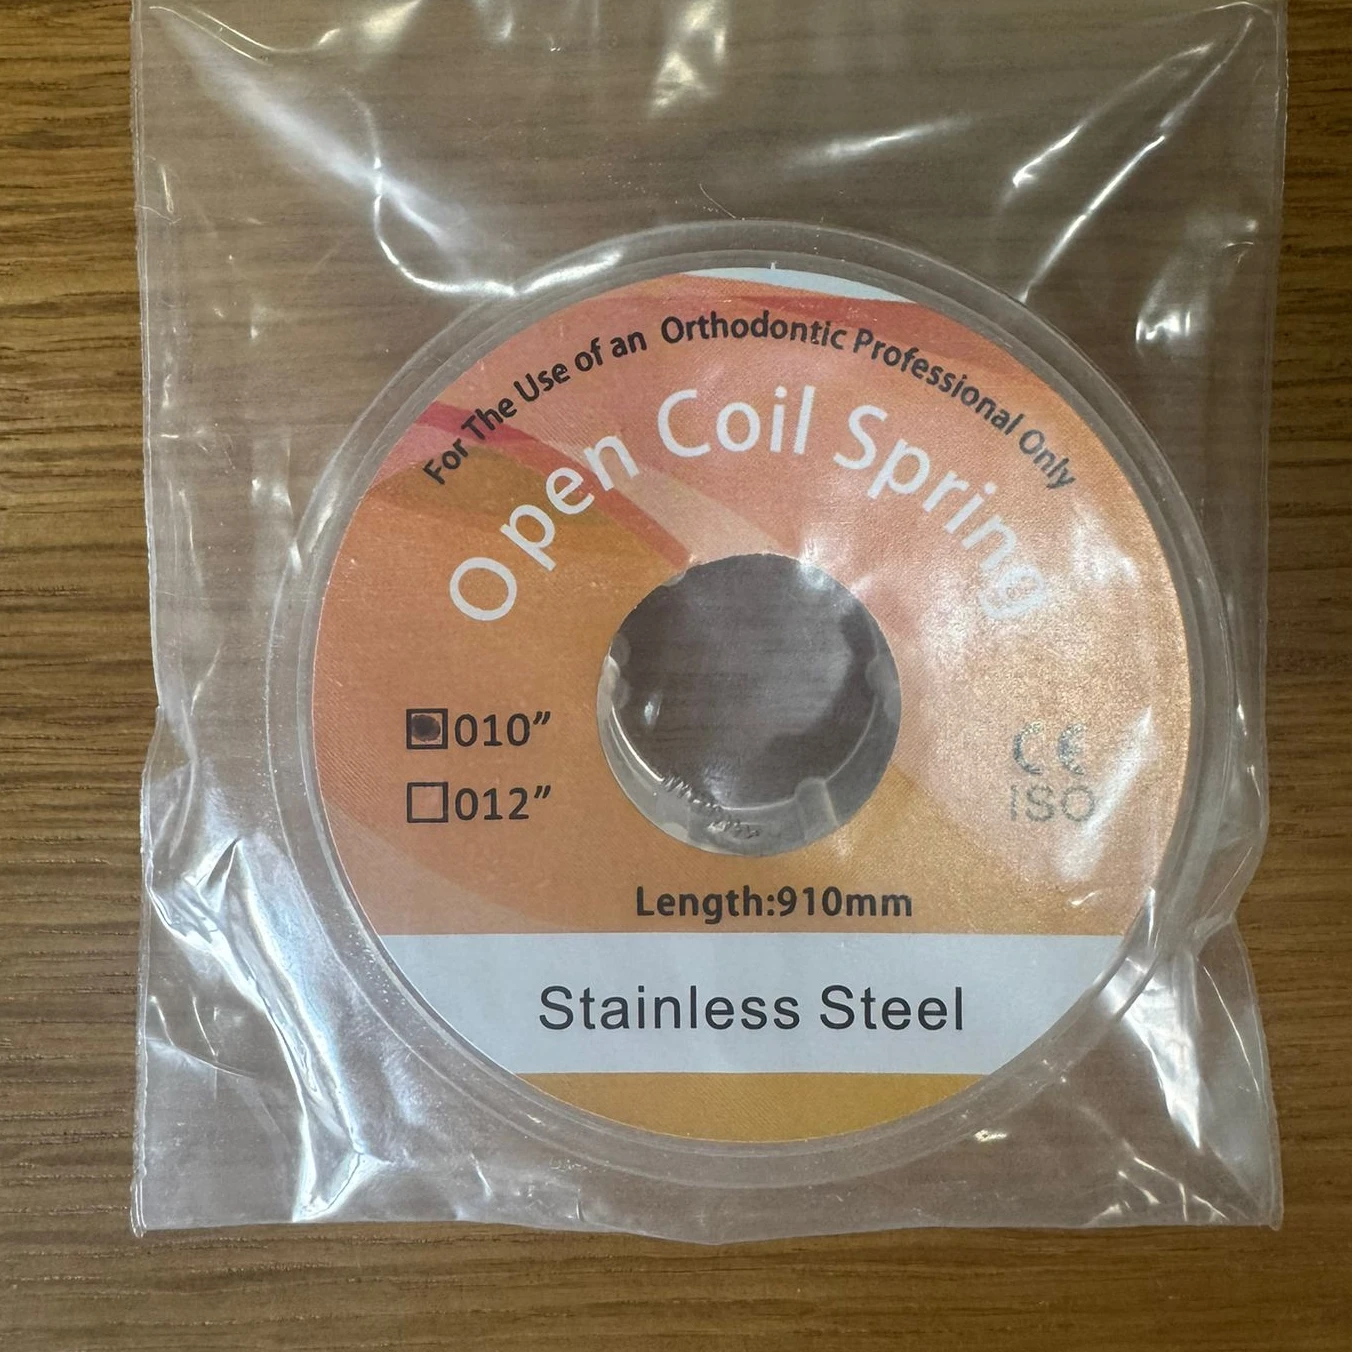 For The Use of an Orthodontic Professional Only
Open Coil Spring
010”
012”
CE
ISO
Length:910mm
Stainless Steel